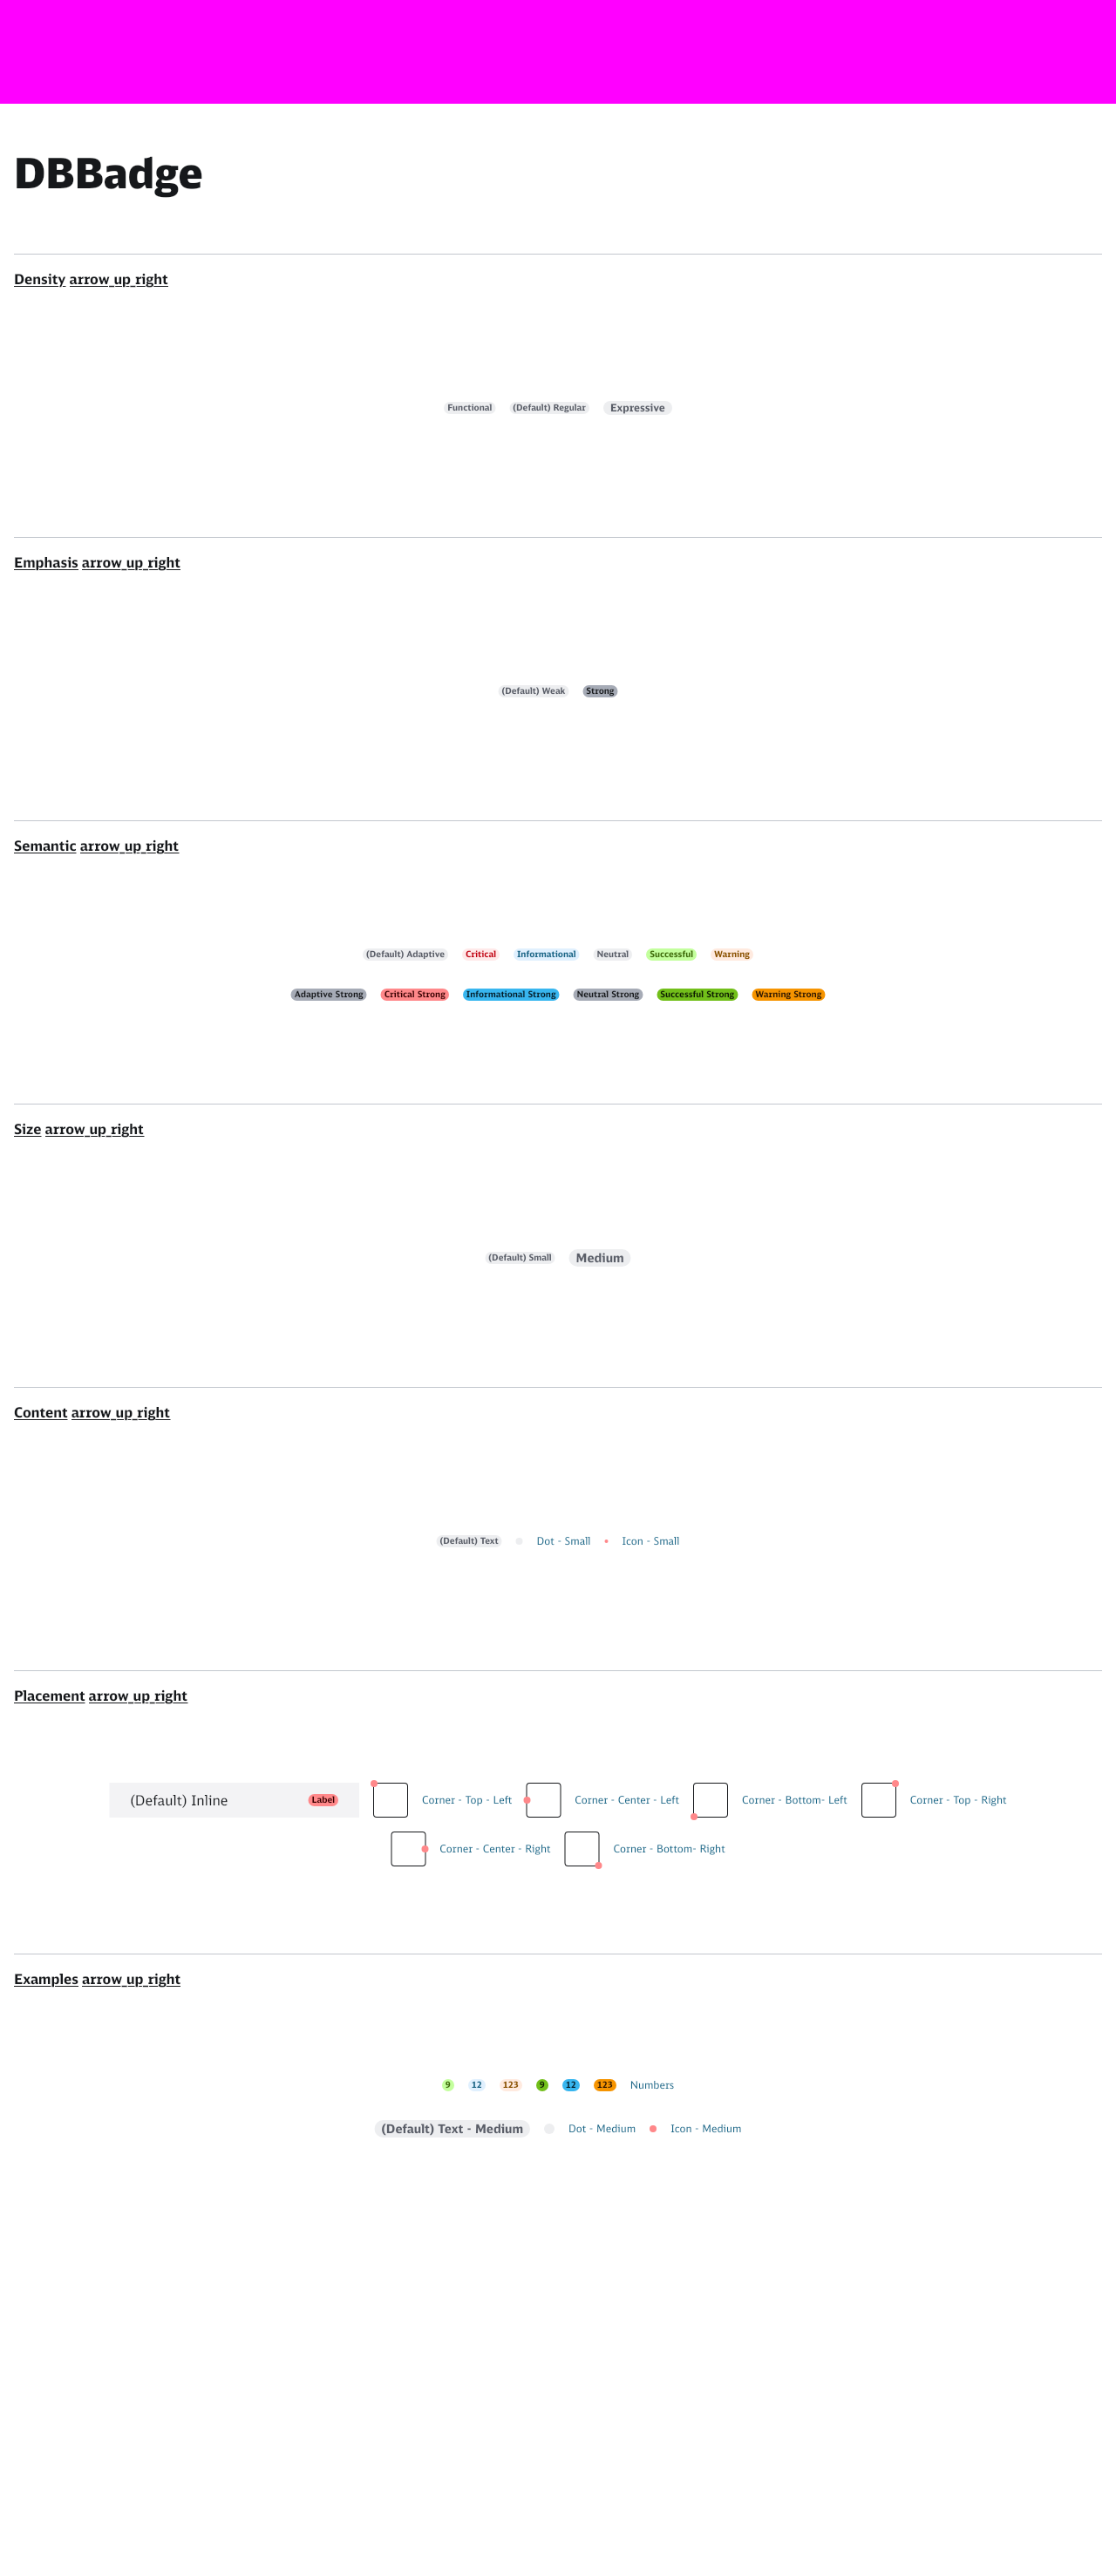 DBBadge
Density arrow_up_right
Functional (Default) Regular Expressive
Emphasis arrow_up_right
(Default) Weak Strong
Semantic arrow_up_right
(Default) Adaptive Critical Informational Neutral Successful Warning
Adaptive Strong Critical Strong Informational Strong Neutral Strong Successful Strong Warning Strong
Size arrow_up_right
(Default) Small Medium
Content arrow_up_right
(Default) Text Dot - Small Icon - Small
Placement arrow_up_right
(Default) Inline Label Corner - Top - Left Corner - Center - Left Corner - Bottom- Left Corner - Top - Right
Corner - Center - Right Corner - Bottom- Right
Examples arrow_up_right
9 12 123 9 12 123 Numbers
(Default) Text - Medium Dot - Medium Icon - Medium